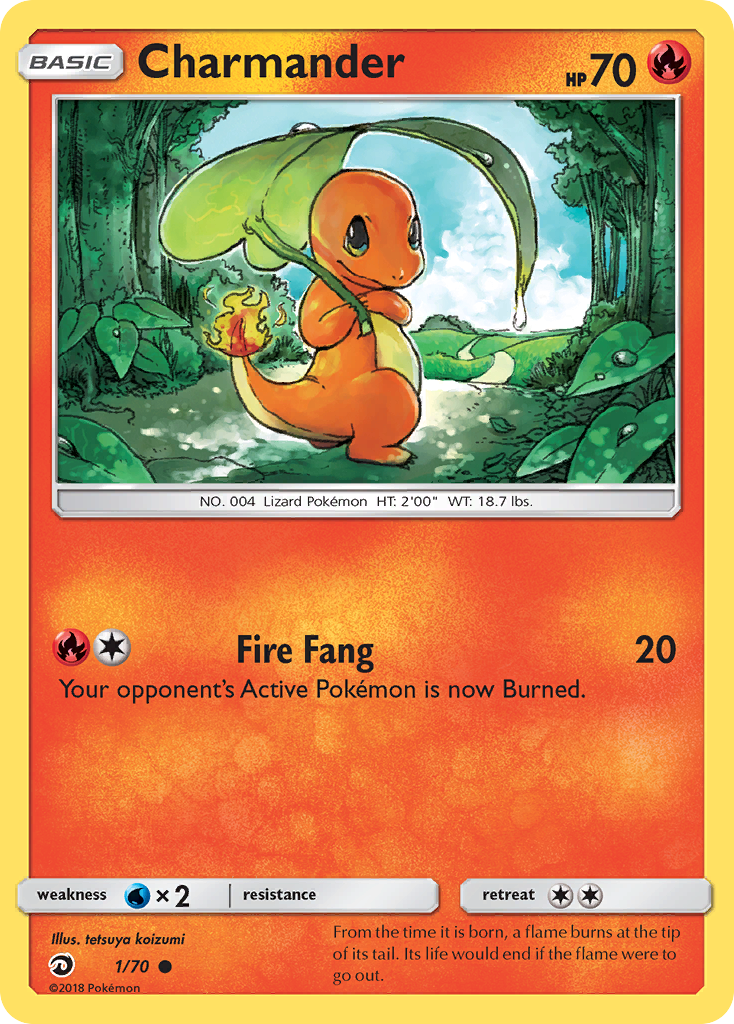 BASIC Charmander HP 70
NO. 004 Lizard Pokémon HT: 2'00" WT: 18.7 lbs.
Fire Fang 20
Your opponent's Active Pokémon is now Burned.
weakness × 2 resistance retreat
Illus. tetsuya koizumi
1/70
©2018 Pokémon
From the time it is born, a flame burns at the tip
of its tail. Its life would end if the flame were to
go out.